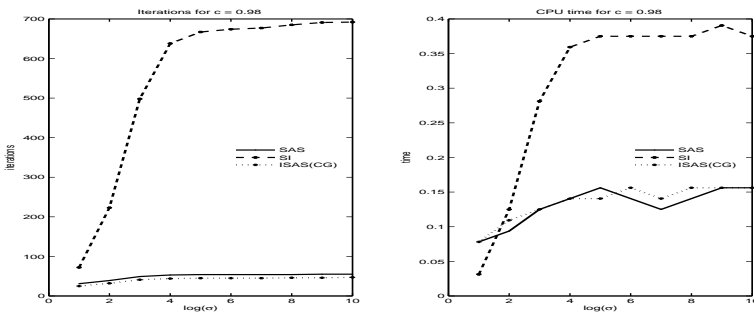 Iterations for c = 0.98
700
600
500
400
300
200
100
0
iterations
SAS
SI
ISAS(CG)
0 2 4 6 8 10
log(σ)
CPU time for c = 0.98
0.4
0.35
0.3
0.25
0.2
0.15
0.1
0.05
0
time
SAS
SI
ISAS(CG)
0 2 4 6 8 10
log(σ)